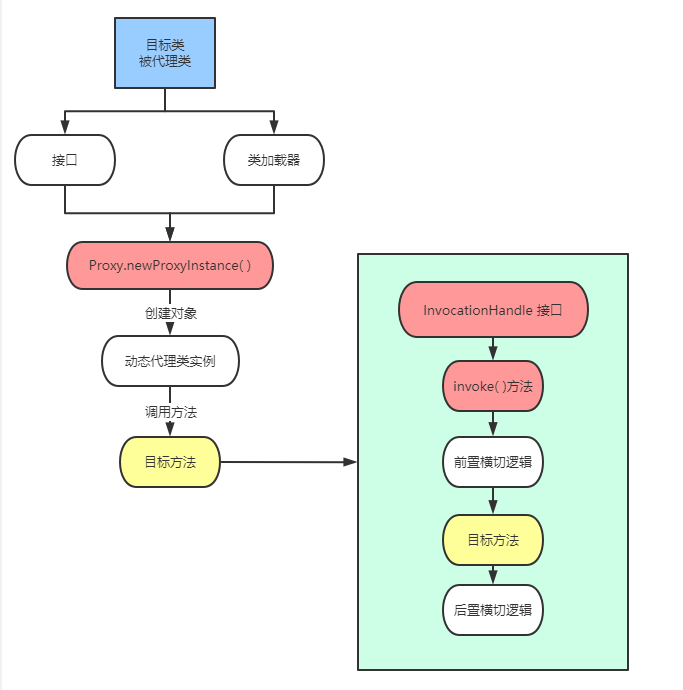 目标类
被代理类
接口
类加载器
Proxy.newProxyInstance( )
创建对象
动态代理类实例
调用方法
目标方法
InvocationHandle 接口
invoke( )方法
前置横切逻辑
目标方法
后置横切逻辑